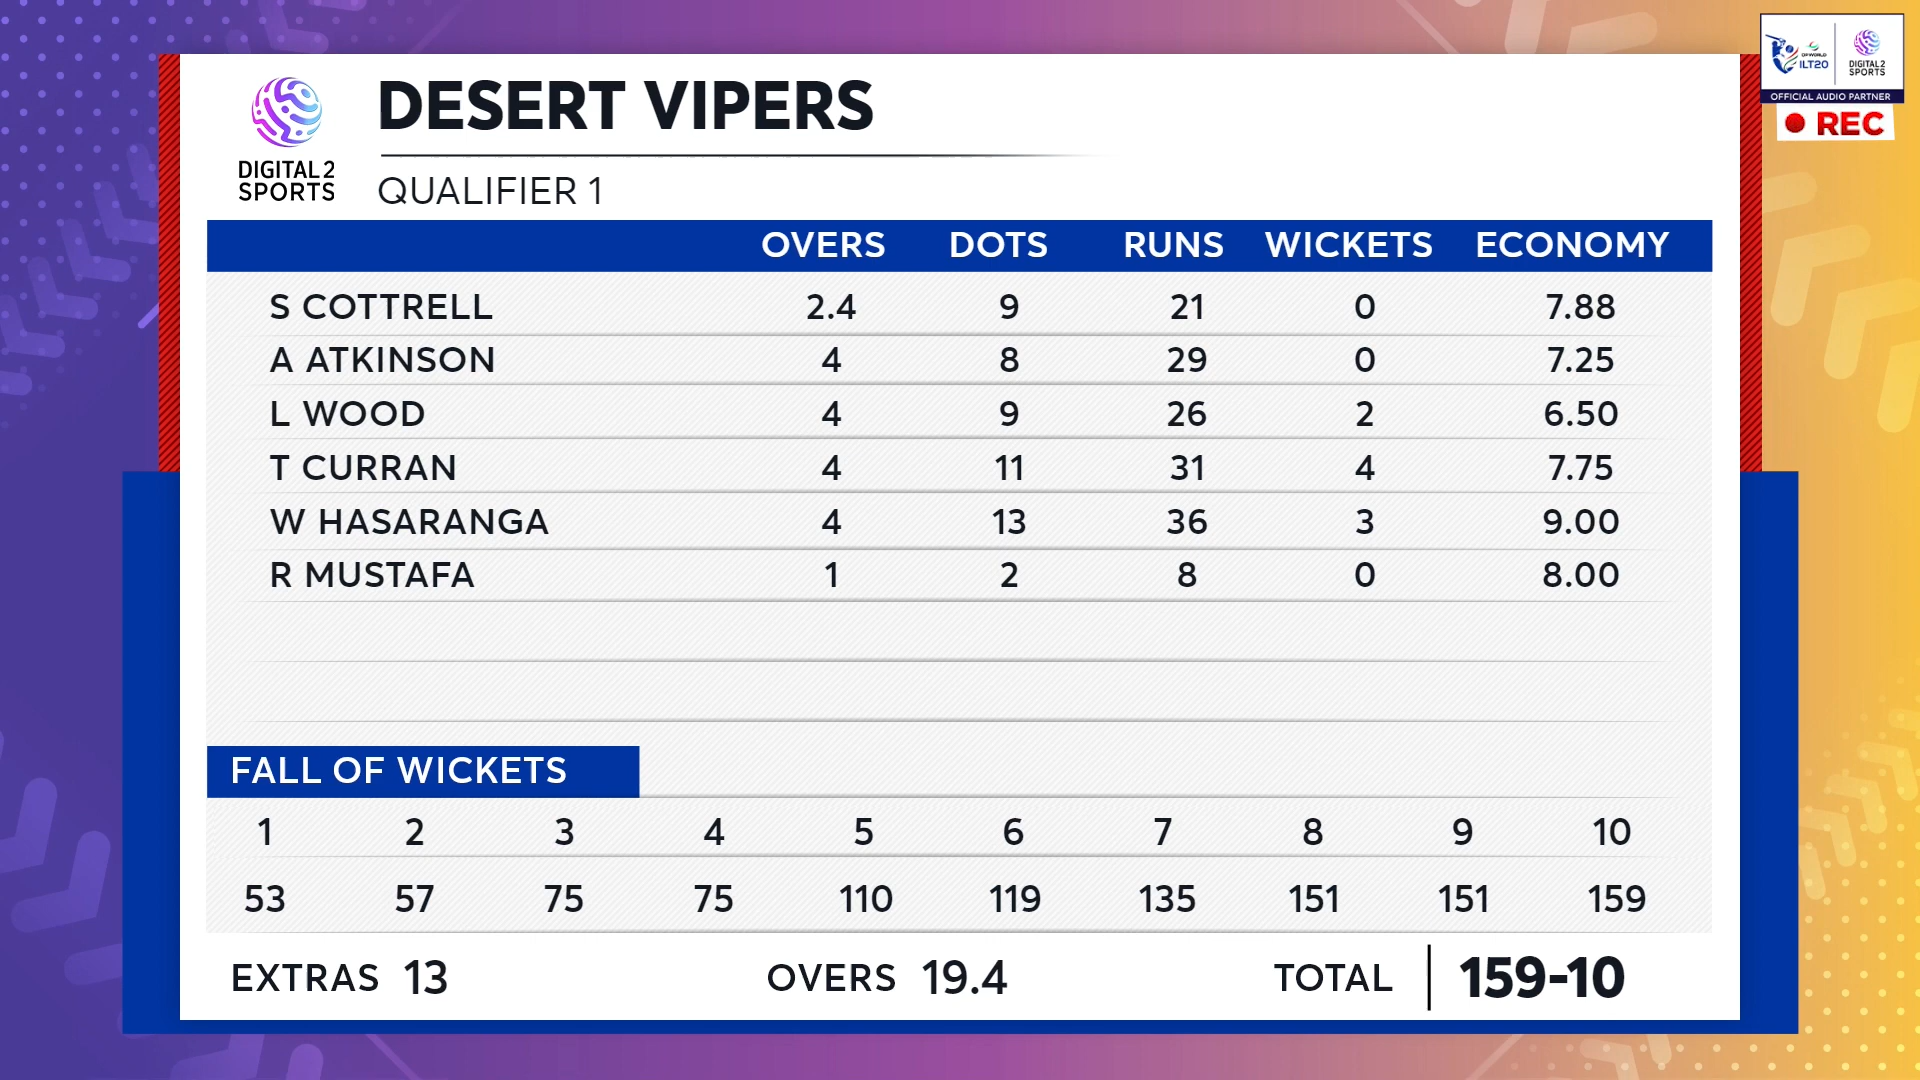 DESERT VIPERS
DIGITAL 2
SPORTS
QUALIFIER 1
DP WORLD
ILT20
DIGITAL 2
SPORTS
OFFICIAL AUDIO PARTNER
REC
OVERS DOTS RUNS WICKETS ECONOMY
S COTTRELL 2.4 9 21 0 7.88
A ATKINSON 4 8 29 0 7.25
L WOOD 4 9 26 2 6.50
T CURRAN 4 11 31 4 7.75
W HASARANGA 4 13 36 3 9.00
R MUSTAFA 1 2 8 0 8.00
FALL OF WICKETS
1 2 3 4 5 6 7 8 9 10
53 57 75 75 110 119 135 151 151 159
EXTRAS 13 OVERS 19.4 TOTAL 159-10